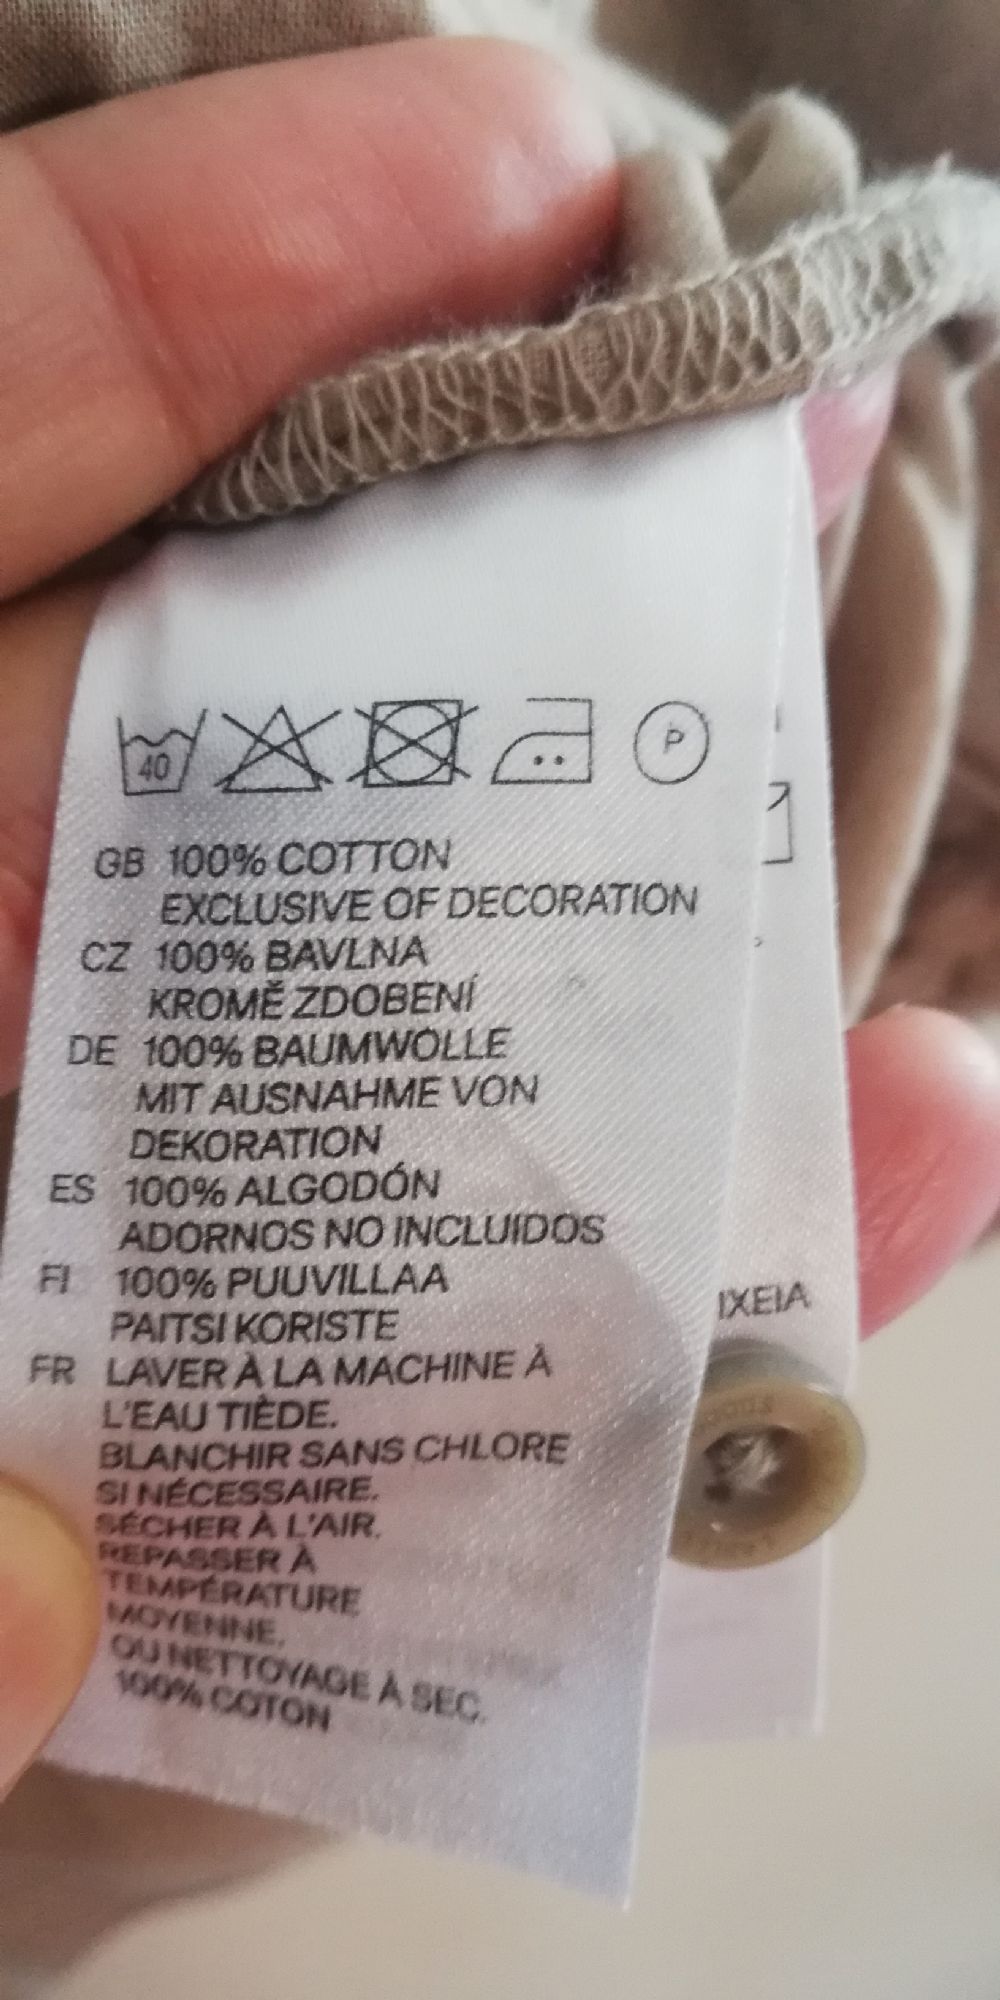 40
P
GB 100% COTTON
EXCLUSIVE OF DECORATION
CZ 100% BAVLNA
KROMĚ ZDOBENÍ
DE 100% BAUMWOLLE
MIT AUSNAHME VON
DEKORATION
ES 100% ALGODÓN
ADORNOS NO INCLUIDOS
FI 100% PUUVILLAA
PAITSI KORISTE
FR LAVER À LA MACHINE À
L'EAU TIÈDE.
BLANCHIR SANS CHLORE
SI NÉCESSAIRE.
SÉCHER À L'AIR.
REPASSER À
TEMPÉRATURE
MOYENNE,
OU NETTOYAGE À SEC.
100% COTON
IXEIA